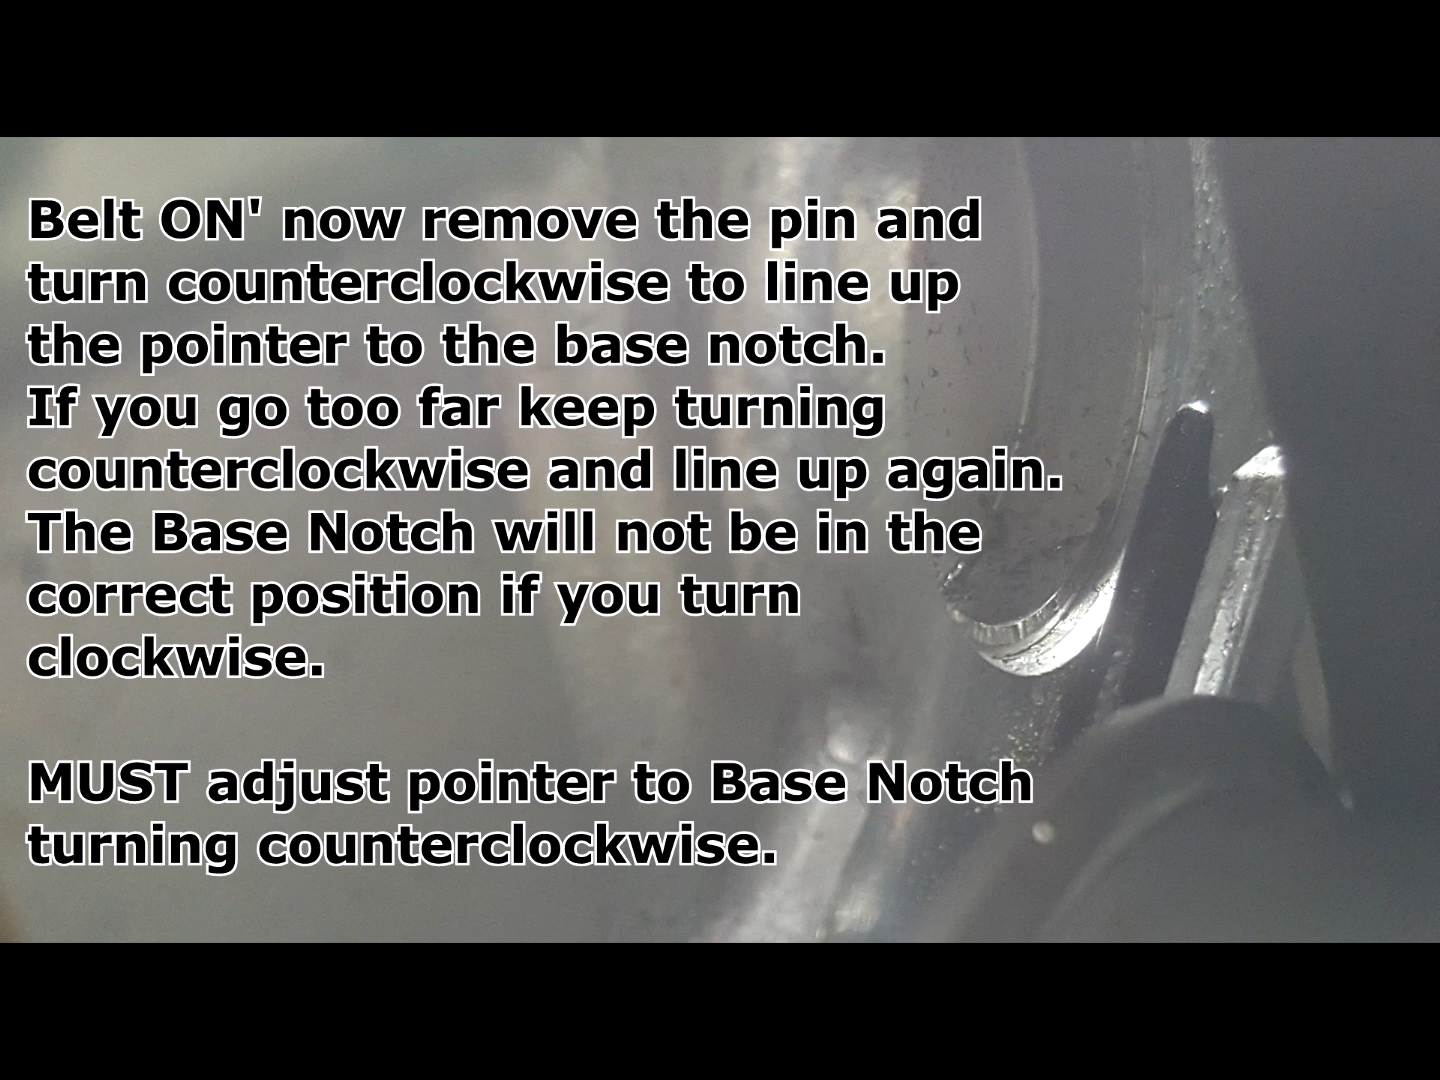 Belt ON' now remove the pin and
turn counterclockwise to line up
the pointer to the base notch.
If you go too far keep turning
counterclockwise and line up again.
The Base Notch will not be in the
correct position if you turn
clockwise.
MUST adjust pointer to Base Notch
turning counterclockwise.